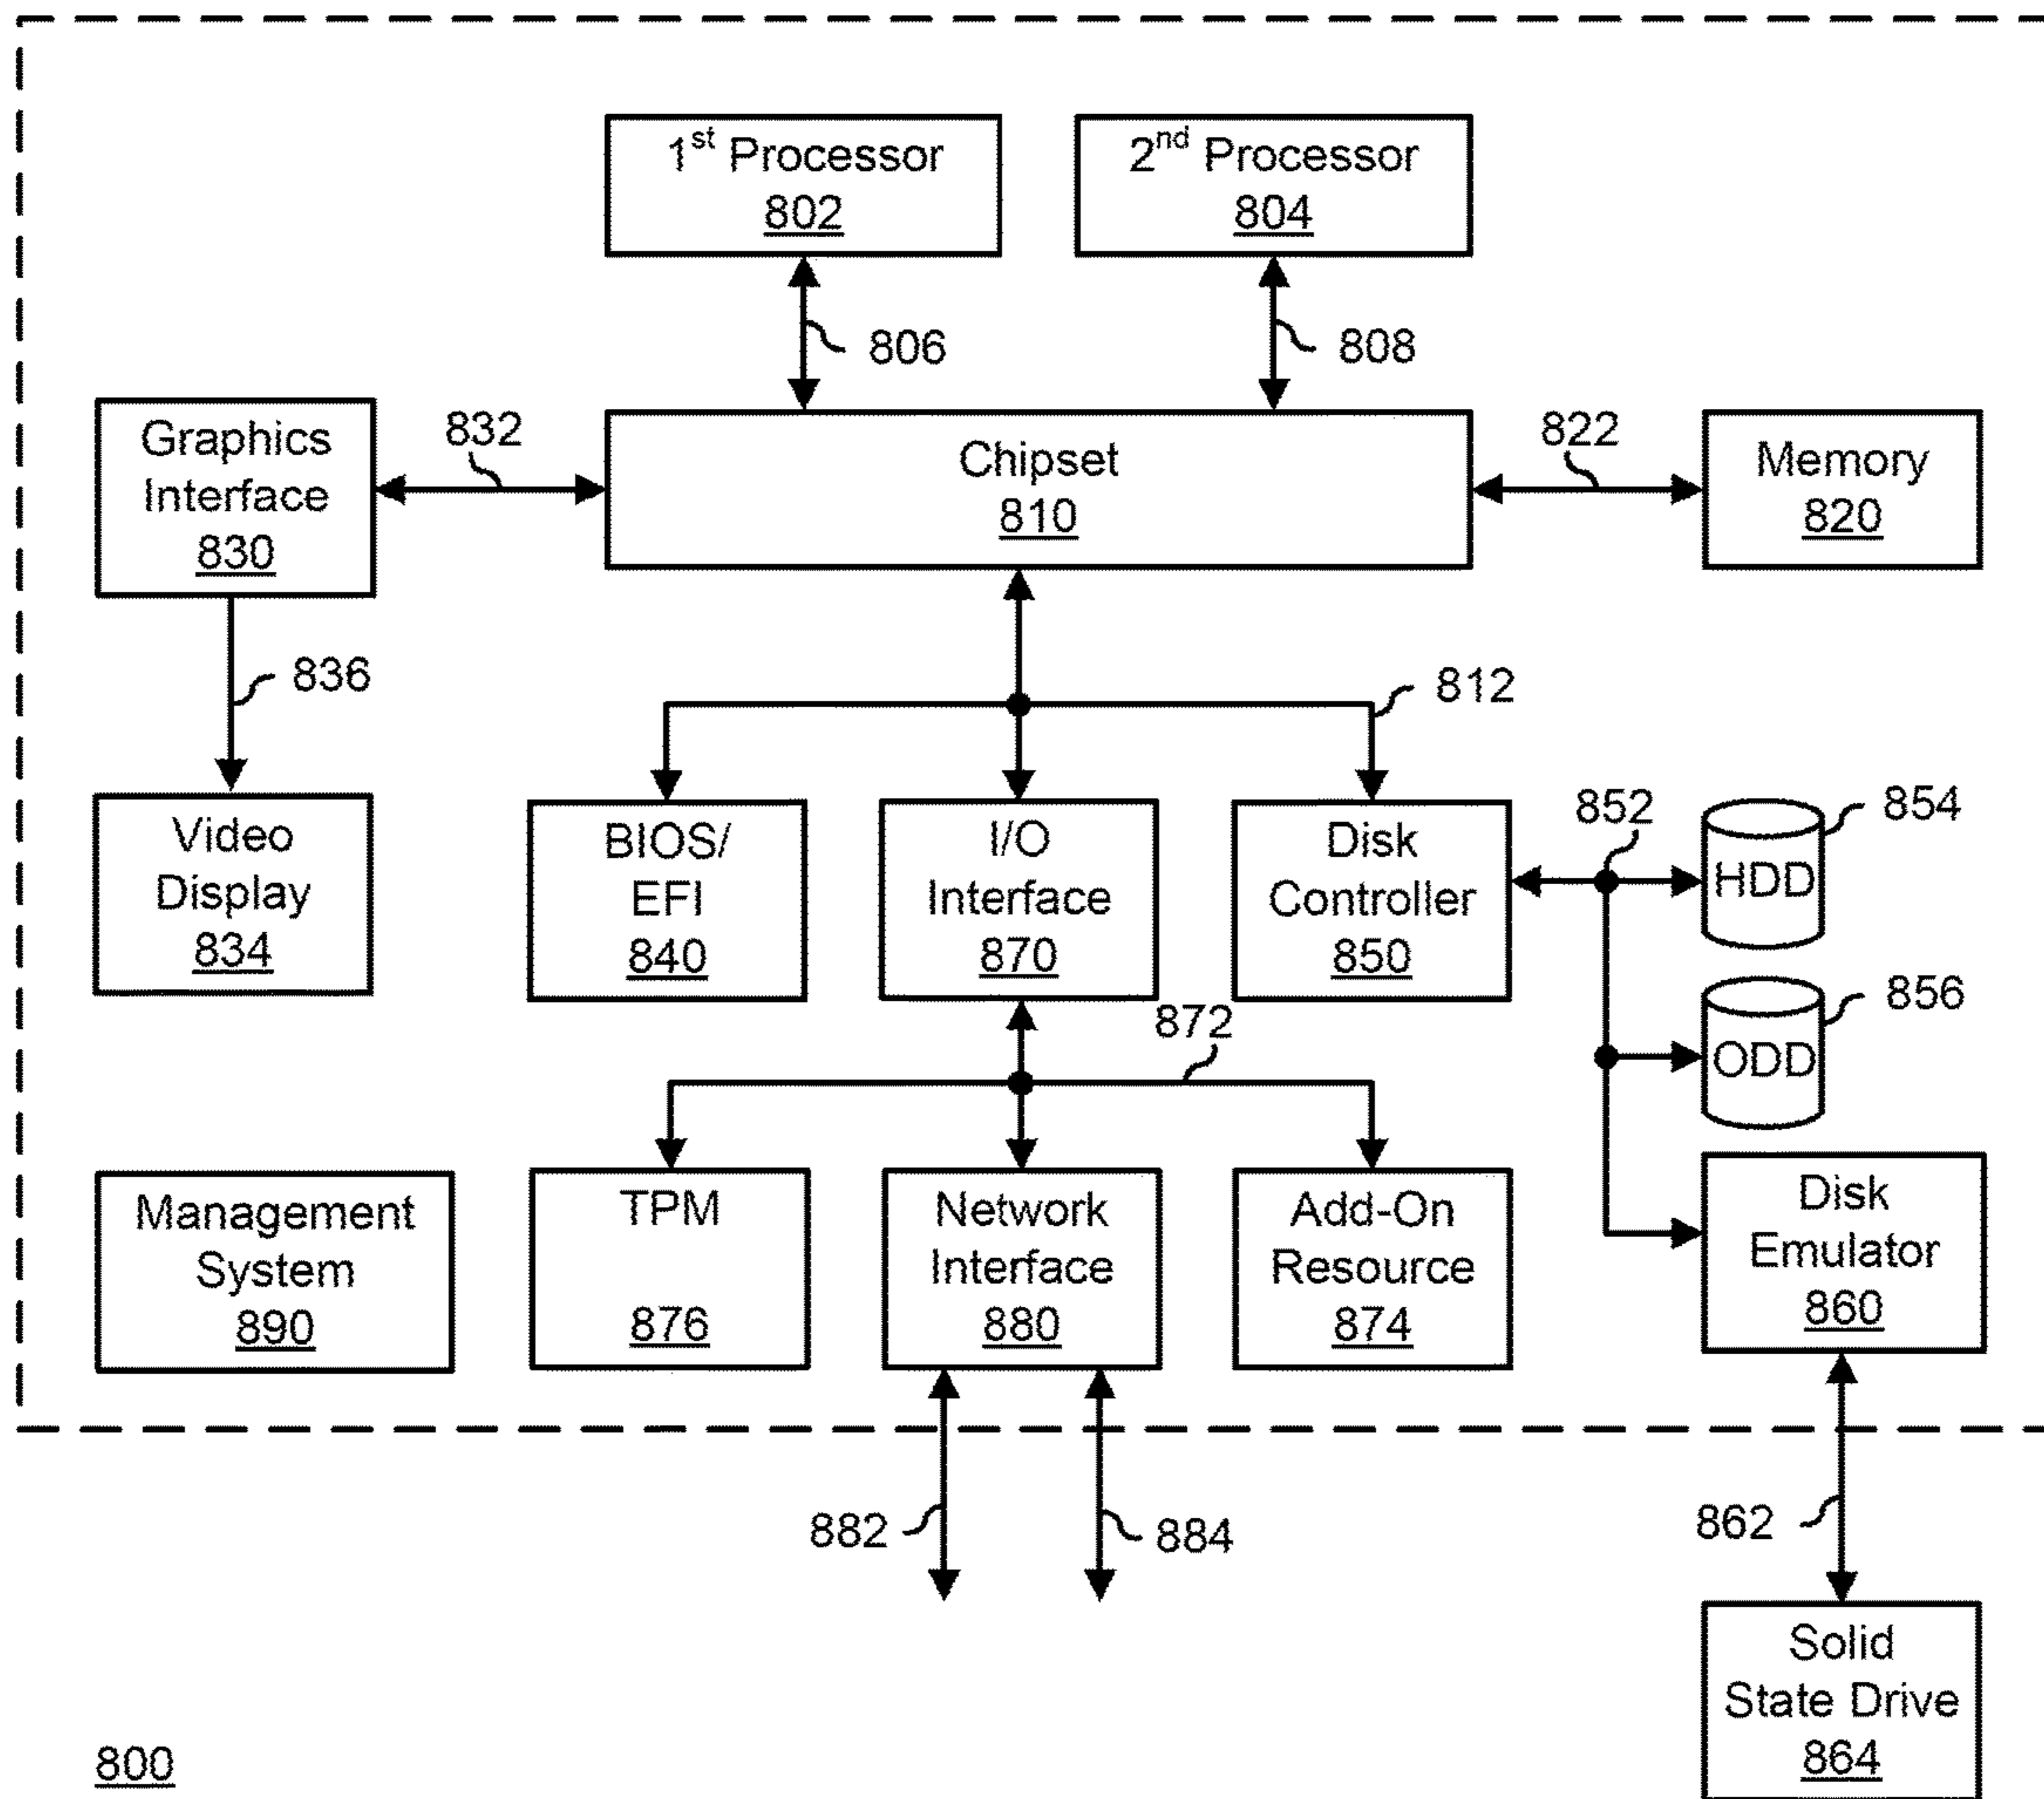 1st Processor
802
2nd Processor
804
806
808
Graphics
Interface
830
832
Chipset
810
822
Memory
820
836
812
Video
Display
834
BIOS/
EFI
840
I/O
Interface
870
Disk
Controller
850
852
854
HDD
856
ODD
872
Management
System
890
TPM
876
Network
Interface
880
Add-On
Resource
874
Disk
Emulator
860
882
884
862
Solid
State Drive
864
800